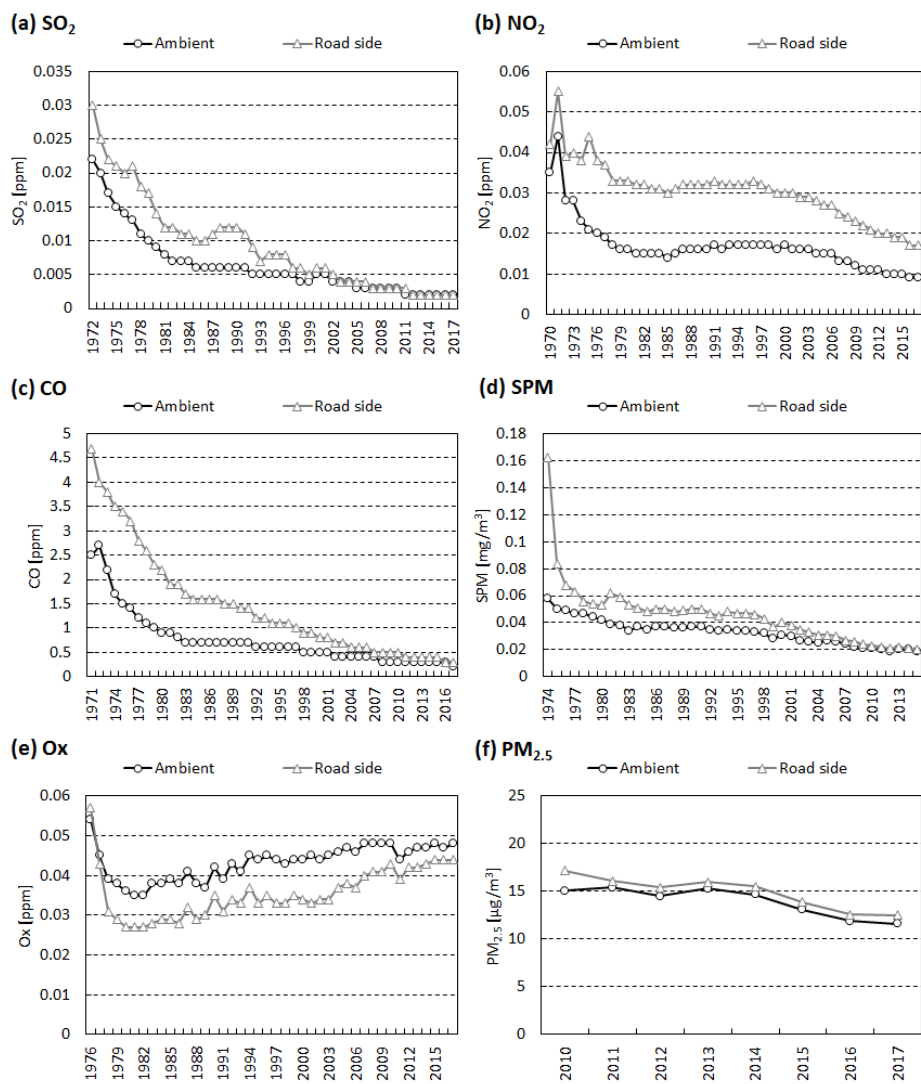 (a) SO₂
Ambient Road side
0.035
0.03
0.025
0.02
0.015
0.01
0.005
0
SO₂ [ppm]
1972 1975 1978 1981 1984 1987 1990 1993 1996 1999 2002 2005 2008 2011 2014 2017
(b) NO₂
Ambient Road side
0.06
0.05
0.04
0.03
0.02
0.01
0
NO₂ [ppm]
1970 1973 1976 1979 1982 1985 1988 1991 1994 1997 2000 2003 2006 2009 2012 2015
(c) CO
Ambient Road side
5
4.5
4
3.5
3
2.5
2
1.5
1
0.5
0
CO [ppm]
1971 1974 1977 1980 1983 1986 1989 1992 1995 1998 2001 2004 2007 2010 2013 2016
(d) SPM
Ambient Road side
0.18
0.16
0.14
0.12
0.1
0.08
0.06
0.04
0.02
0
SPM [mg/m³]
1974 1977 1980 1983 1986 1989 1992 1995 1998 2001 2004 2007 2010 2013
(e) Ox
Ambient Road side
0.06
0.05
0.04
0.03
0.02
0.01
0
Ox [ppm]
1976 1979 1982 1985 1988 1991 1994 1997 2000 2003 2006 2009 2012 2015
(f) PM₂.₅
Ambient Road side
25
20
15
10
5
0
PM₂.₅ [µg/m³]
2010 2011 2012 2013 2014 2015 2016 2017